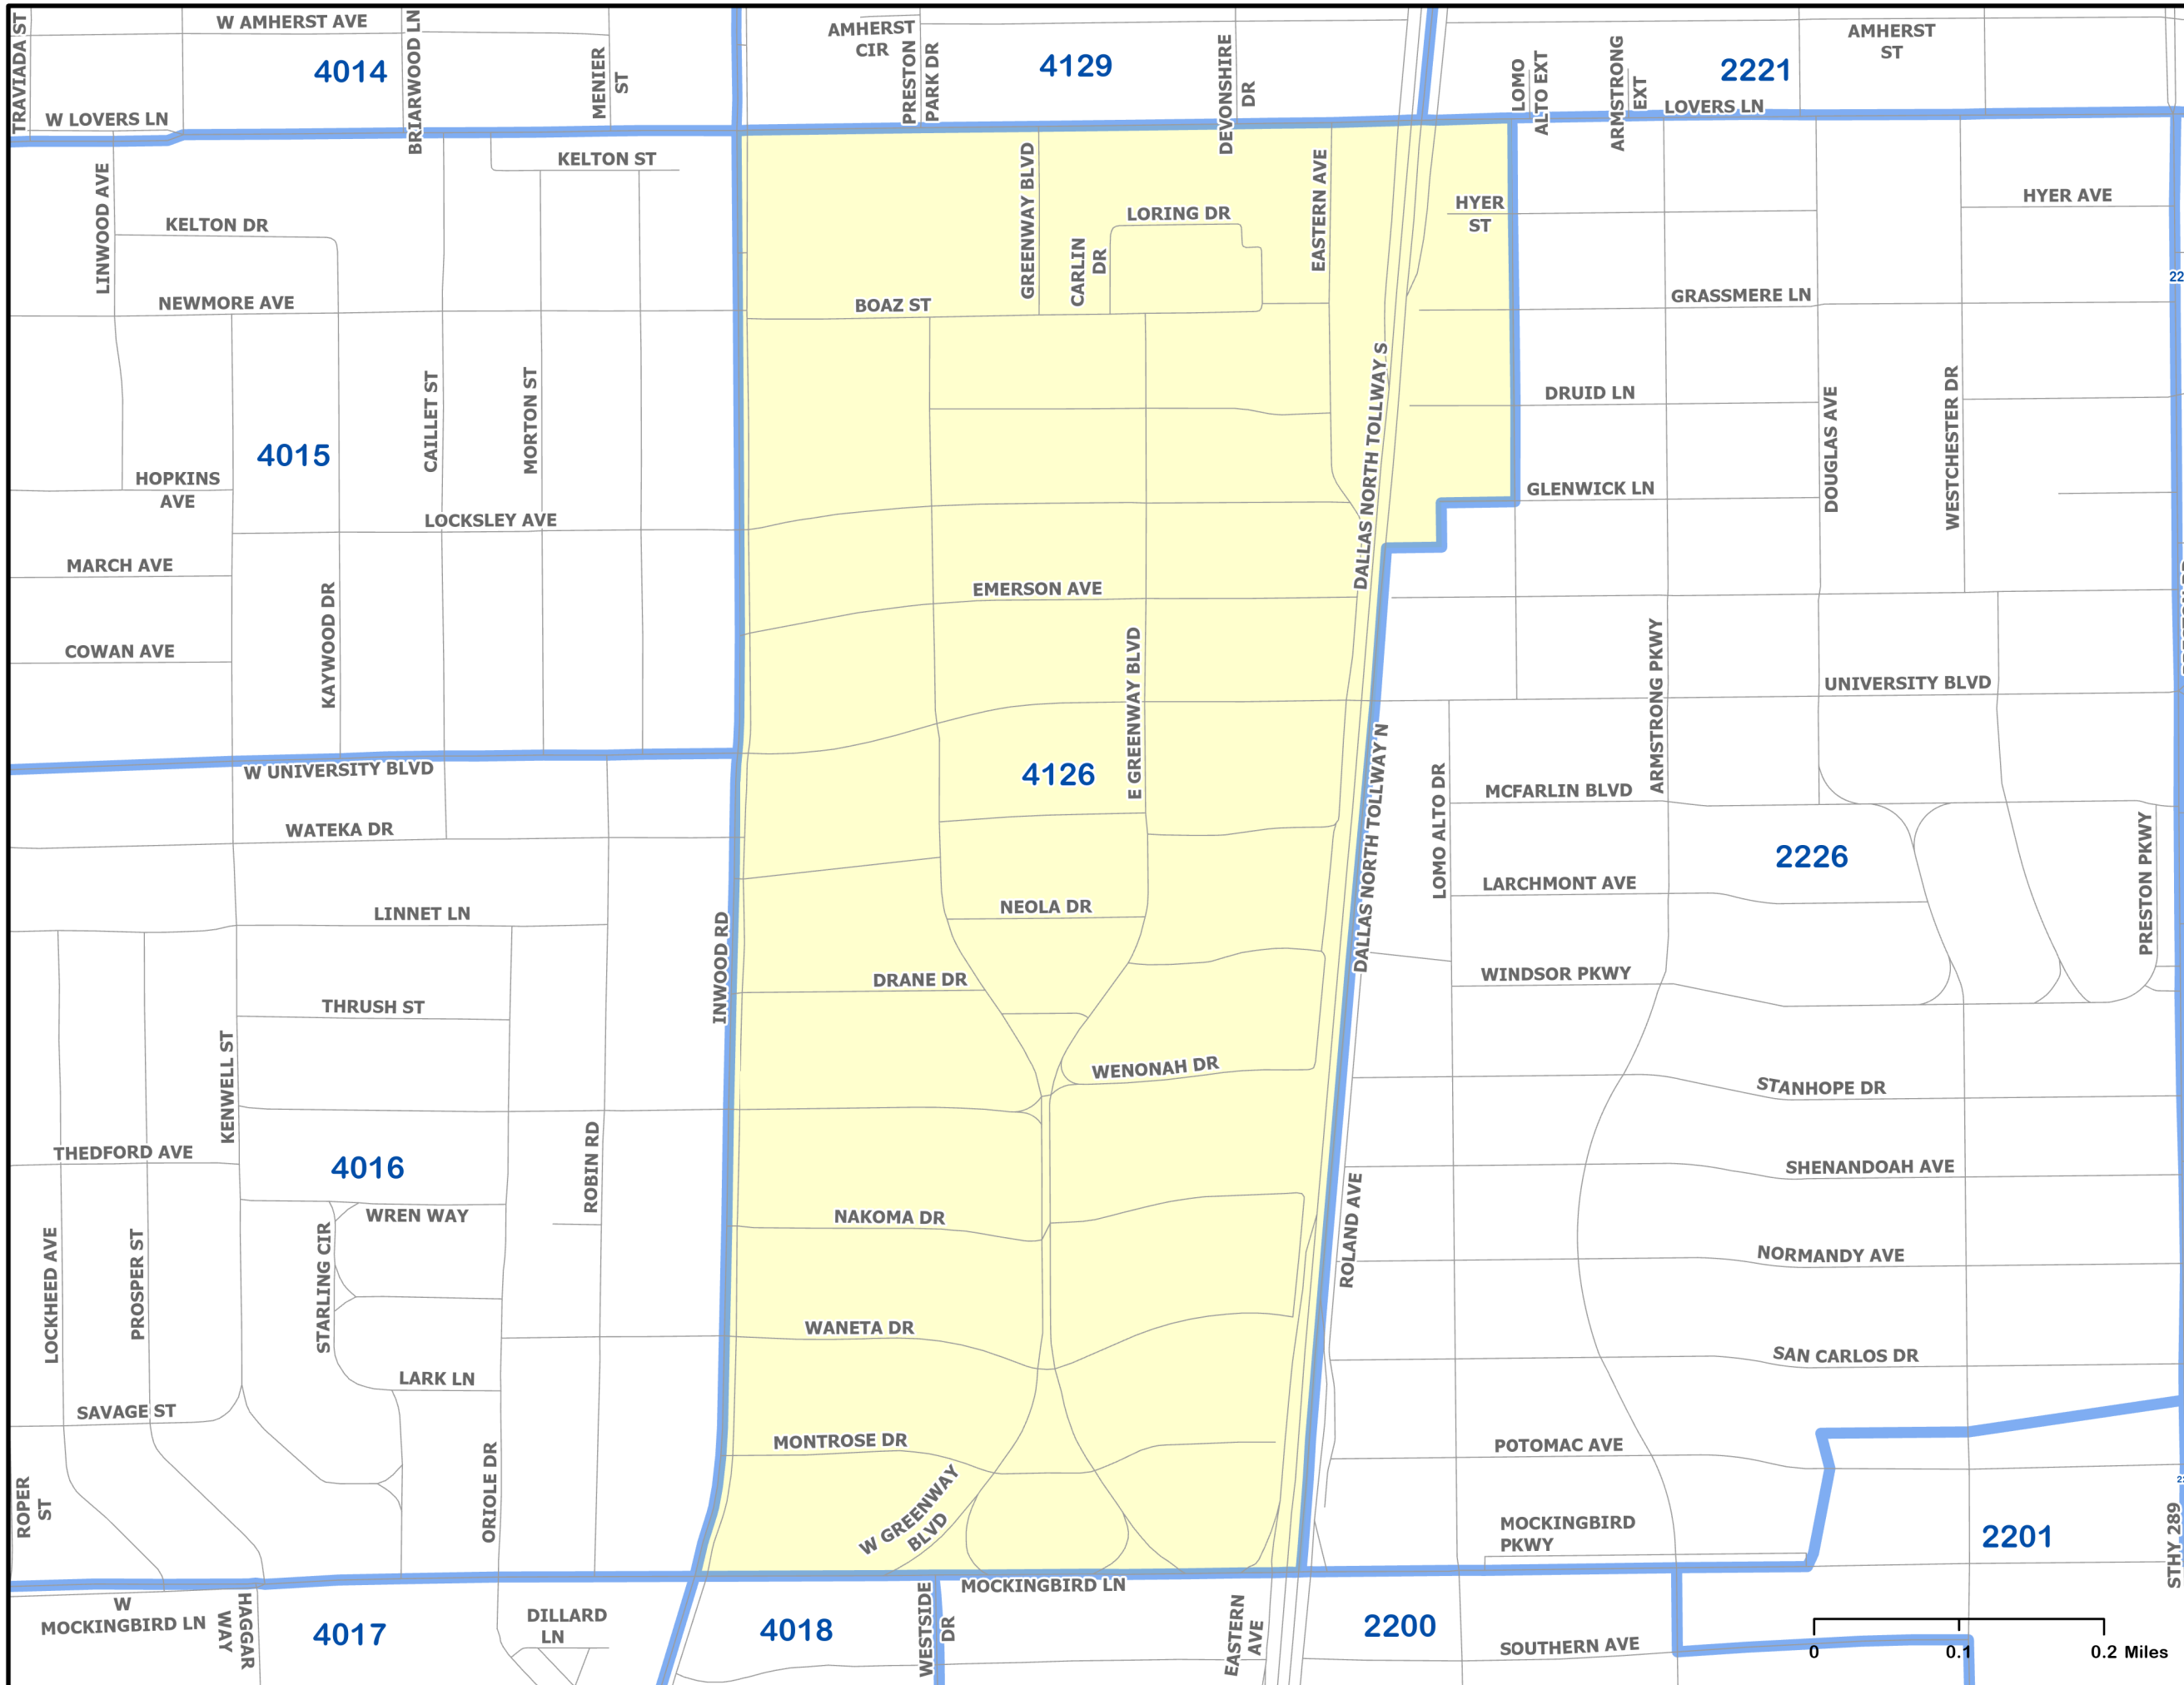 TRAVIADA ST
W AMHERST AVE
BRIARWOOD LN
4014
MENIER
ST
W LOVERS LN
AMHERST
CIR
PRESTON
PARK DR
4129
DEVONSHIRE
DR
LOMO
ALTO EXT
ARMSTRONG
EXT
2221
AMHERST
ST
LOVERS LN
LINWOOD AVE
KELTON ST
KELTON DR
NEWMORE AVE
GREENWAY BLVD
CARLIN
DR
LORING DR
EASTERN AVE
BOAZ ST
HYER
ST
HYER AVE
22
GRASSMERE LN
4015
CAILLET ST
MORTON ST
HOPKINS
AVE
LOCKSLEY AVE
MARCH AVE
KAYWOOD DR
COWAN AVE
W UNIVERSITY BLVD
DALLAS NORTH TOLLWAY S
DRUID LN
DOUGLAS AVE
WESTCHESTER DR
GLENWICK LN
EMERSON AVE
E GREENWAY BLVD
4126
ARMSTRONG PKWY
UNIVERSITY BLVD
DALLAS NORTH TOLLWAY N
LOMO ALTO DR
MCFARLIN BLVD
2226
PRESTON PKWY
LARCHMONT AVE
WINDSOR PKWY
WATEKA DR
LINNET LN
INWOOD RD
NEOLA DR
DRANE DR
THRUSH ST
KENWELL ST
WENONAH DR
STANHOPE DR
THEDFORD AVE
4016
ROBIN RD
SHENANDOAH AVE
ROLAND AVE
WREN WAY
NAKOMA DR
NORMANDY AVE
LOCKHEED AVE
PROSPER ST
STARLING CIR
WANETA DR
SAN CARLOS DR
LARK LN
SAVAGE ST
MONTROSE DR
POTOMAC AVE
ROPER
ST
ORIOLE DR
W GREENWAY
BLVD
MOCKINGBIRD
PKWY
2201
STHY 289
MOCKINGBIRD LN
W
MOCKINGBIRD LN
HAGGAR
WAY
4017
DILLARD
LN
4018
WESTSIDE
DR
EASTERN
AVE
2200
SOUTHERN AVE
0
0.1
0.2 Miles